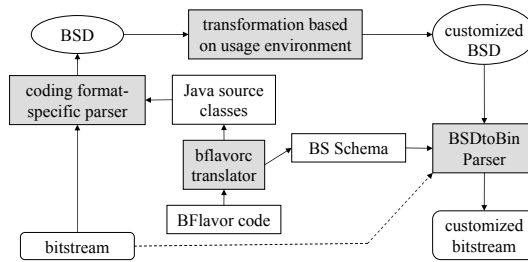 BSD
transformation based
on usage environment
customized
BSD
coding format-
specific parser
Java source
classes
bflavorc
translator
BS Schema
BSDtoBin
Parser
BFlavor code
bitstream
customized
bitstream